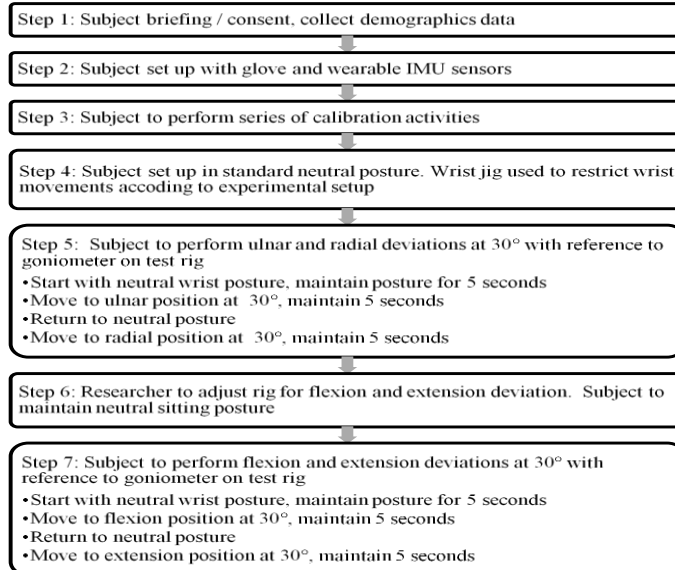 Step 1: Subject briefing / consent, collect demographics data
Step 2: Subject set up with glove and wearable IMU sensors
Step 3: Subject to perform series of calibration activities
Step 4: Subject set up in standard neutral posture. Wrist jig used to restrict wrist
movements accoding to experimental setup
Step 5:  Subject to perform ulnar and radial deviations at 30° with reference to
goniometer on test rig
•Start with neutral wrist posture, maintain posture for 5 seconds
•Move to ulnar position at  30°, maintain 5 seconds
•Return to neutral posture
•Move to radial position at  30°, maintain 5 seconds
Step 6: Researcher to adjust rig for flexion and extension deviation.  Subject to
maintain neutral sitting posture
Step 7: Subject to perform flexion and extension deviations at 30° with
reference to goniometer on test rig
•Start with neutral wrist posture, maintain posture for 5 seconds
•Move to flexion position at 30°, maintain 5 seconds
•Return to neutral posture
•Move to extension position at 30°, maintain 5 seconds